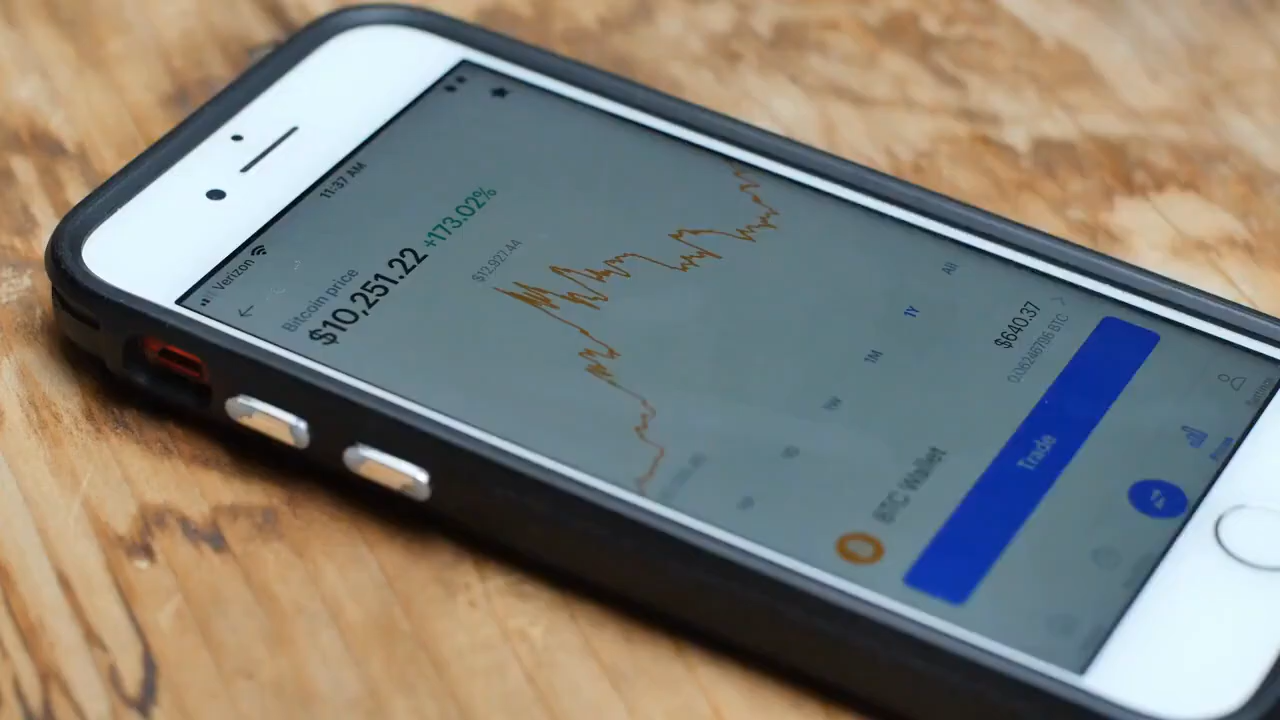 Verizon
11:37 AM
Bitcoin price
$10,251.22 +173.02%
$12,927.44
1M
1Y
All
BTC Wallet
$640.37
Trade